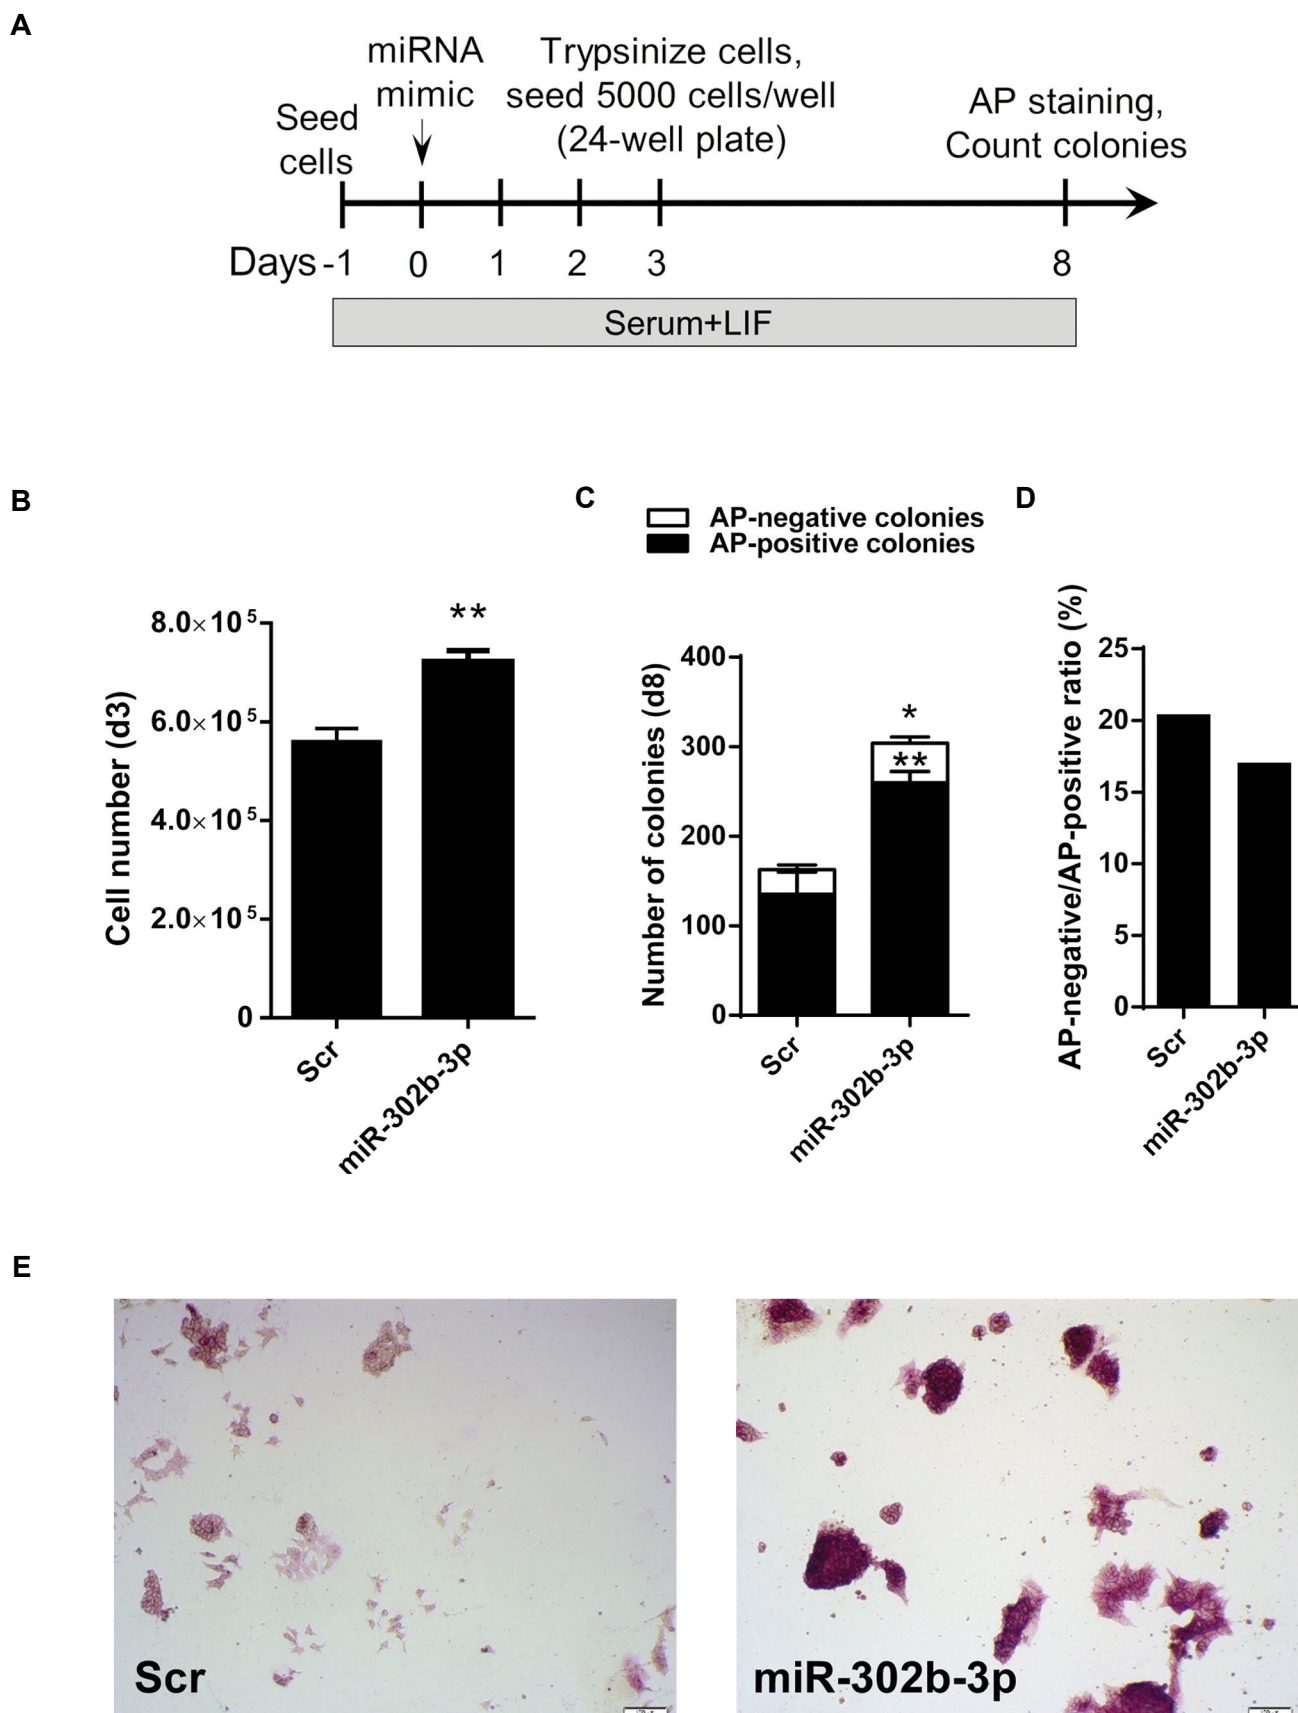 A
miRNA
mimic
Trypsinize cells,
seed 5000 cells/well
(24-well plate)
Seed
cells
AP staining,
Count colonies
Days -1 0 1 2 3 8
Serum+LIF
B
C
AP-negative colonies
AP-positive colonies
D
Cell number (d3)
8.0×10⁵
6.0×10⁵
4.0×10⁵
2.0×10⁵
0
**
Scr
miR-302b-3p
Number of colonies (d8)
400
300
200
100
0
*
**
Scr
miR-302b-3p
AP-negative/AP-positive ratio (%)
25
20
15
10
5
0
Scr
miR-302b-3p
E
Scr
miR-302b-3p